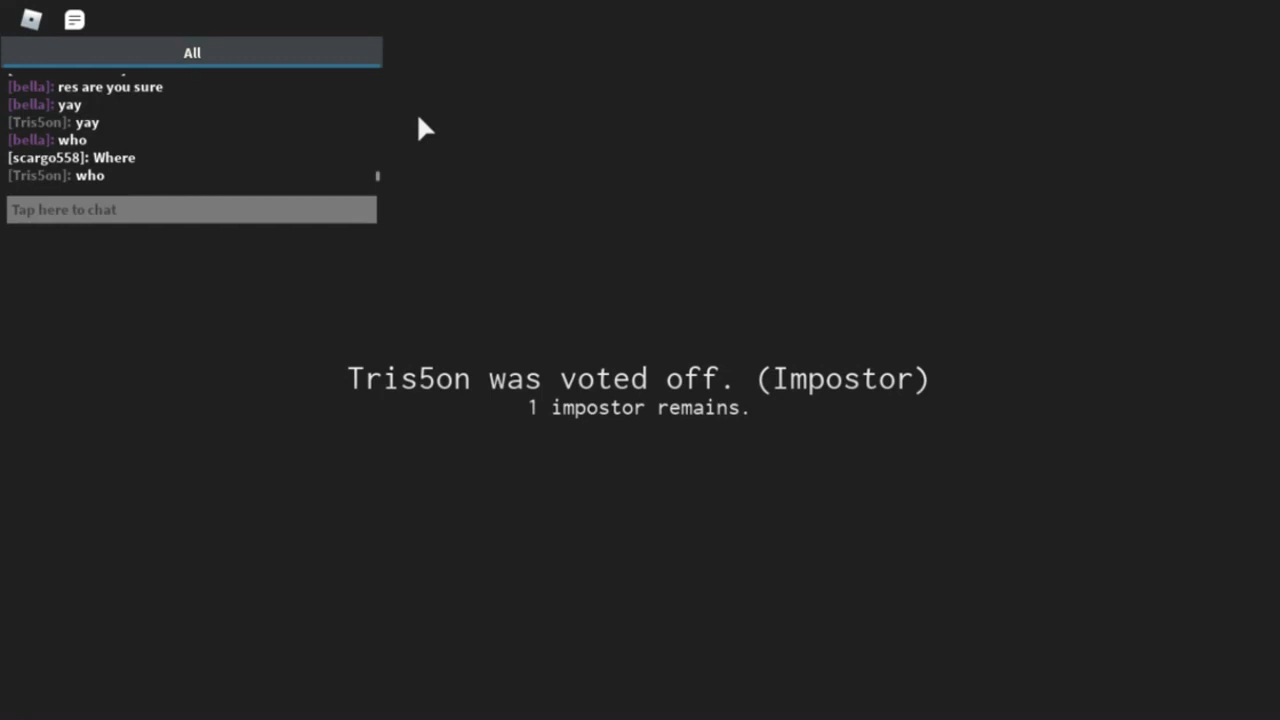 All
[bella]: res are you sure
[bella]: yay
[Tris5on]: yay
[bella]: who
[scargo558]: Where
[Tris5on]: who
Tap here to chat
Tris5on was voted off. (Impostor)
1 impostor remains.